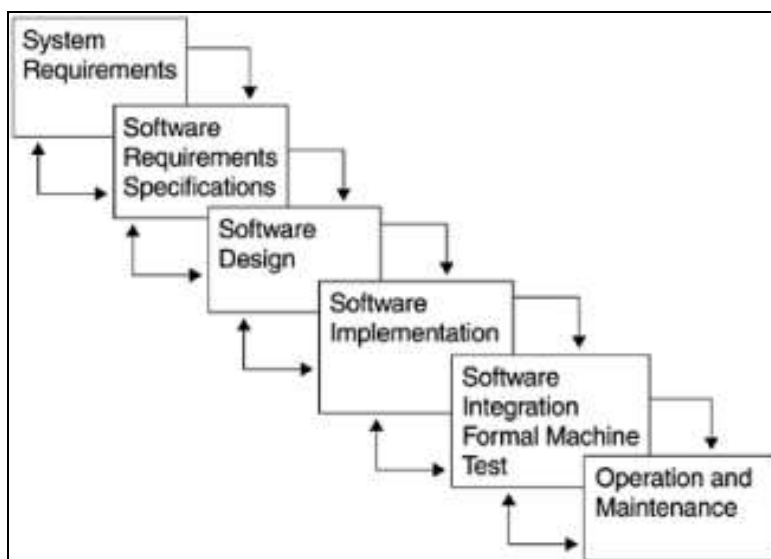 System
Requirements
Software
Requirements
Specifications
Software
Design
Software
Implementation
Software
Integration
Formal Machine
Test
Operation and
Maintenance